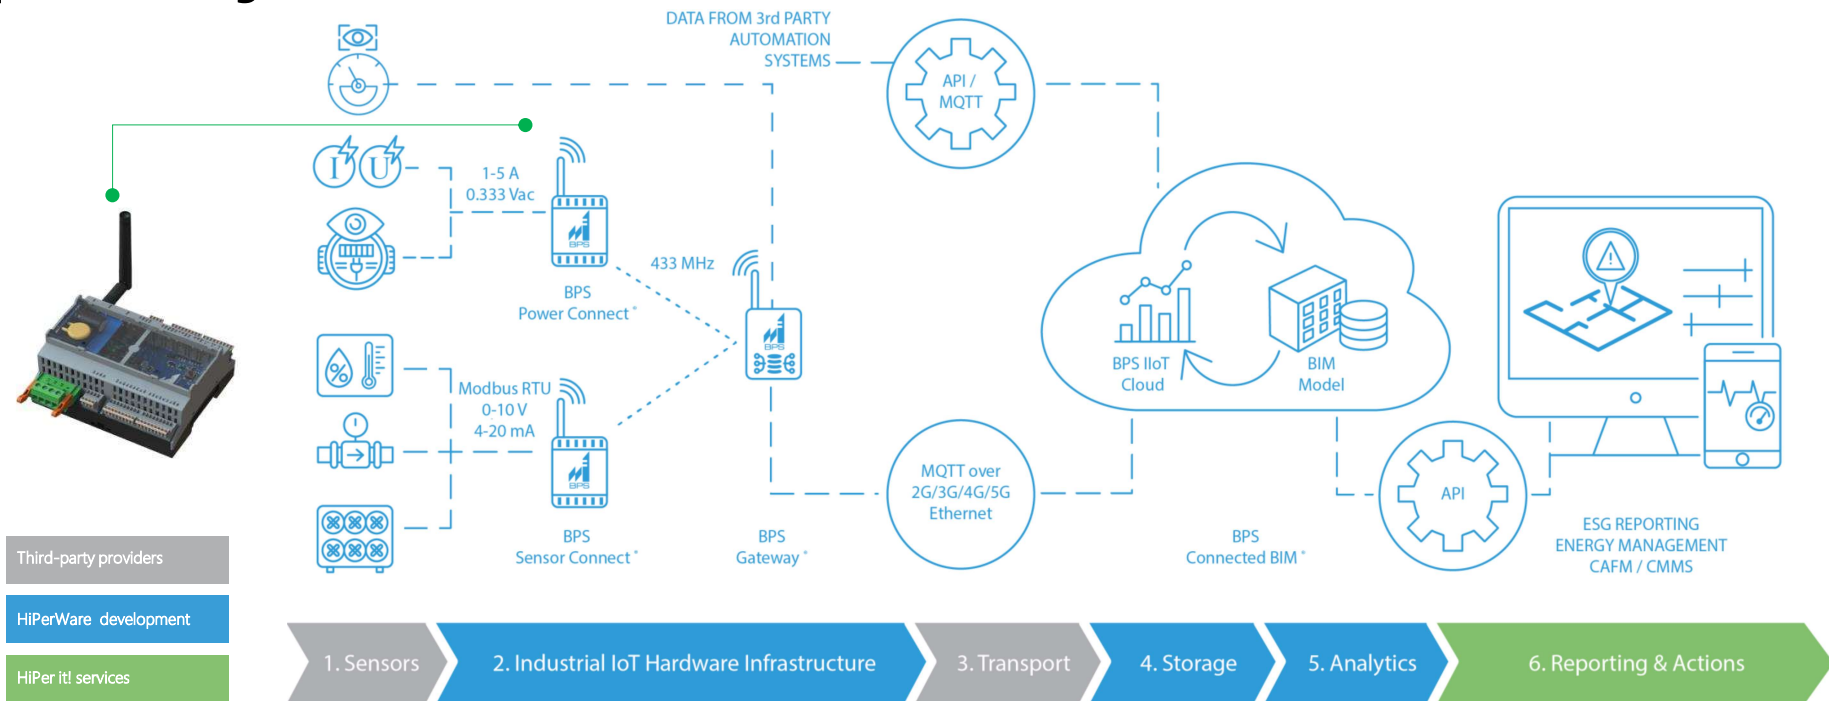 DATA FROM 3rd PARTY
AUTOMATION
SYSTEMS
API /
MQTT
I U
1-5 A
0.333 Vac
BPS
BPS
Power Connect *
433 MHz
BPS
%
Modbus RTU
0-10 V
4-20 mA
BPS
BPS
Sensor Connect *
BPS
Gateway *
MQTT over
2G/3G/4G/5G
Ethernet
BPS IIoT
Cloud
BIM
Model
BPS
Connected BIM *
API
ESG REPORTING
ENERGY MANAGEMENT
CAFM / CMMS
Third-party providers
HiPerWare development
HiPer it! services
1. Sensors
2. Industrial IoT Hardware Infrastructure
3. Transport
4. Storage
5. Analytics
6. Reporting & Actions